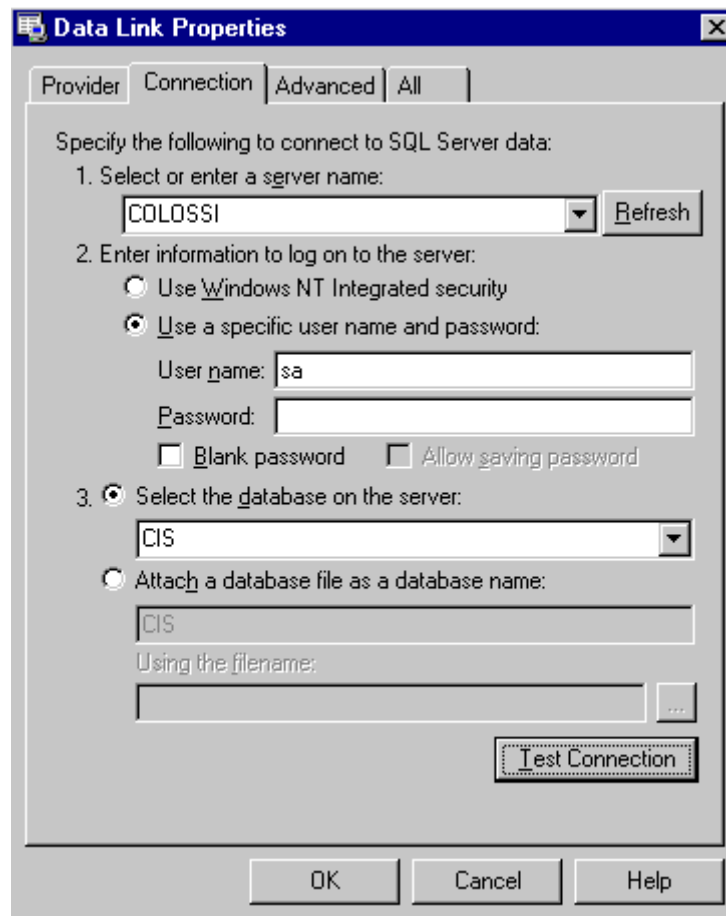 Data Link Properties
Provider Connection Advanced All
Specify the following to connect to SQL Server data:
1. Select or enter a server name:
COLOSSI Refresh
2. Enter information to log on to the server:
Use Windows NT Integrated security
Use a specific user name and password:
User name: sa
Password:
Blank password Allow saving password
3. Select the database on the server:
CIS
Attach a database file as a database name:
CIS
Using the filename:
...
Test Connection
OK Cancel Help